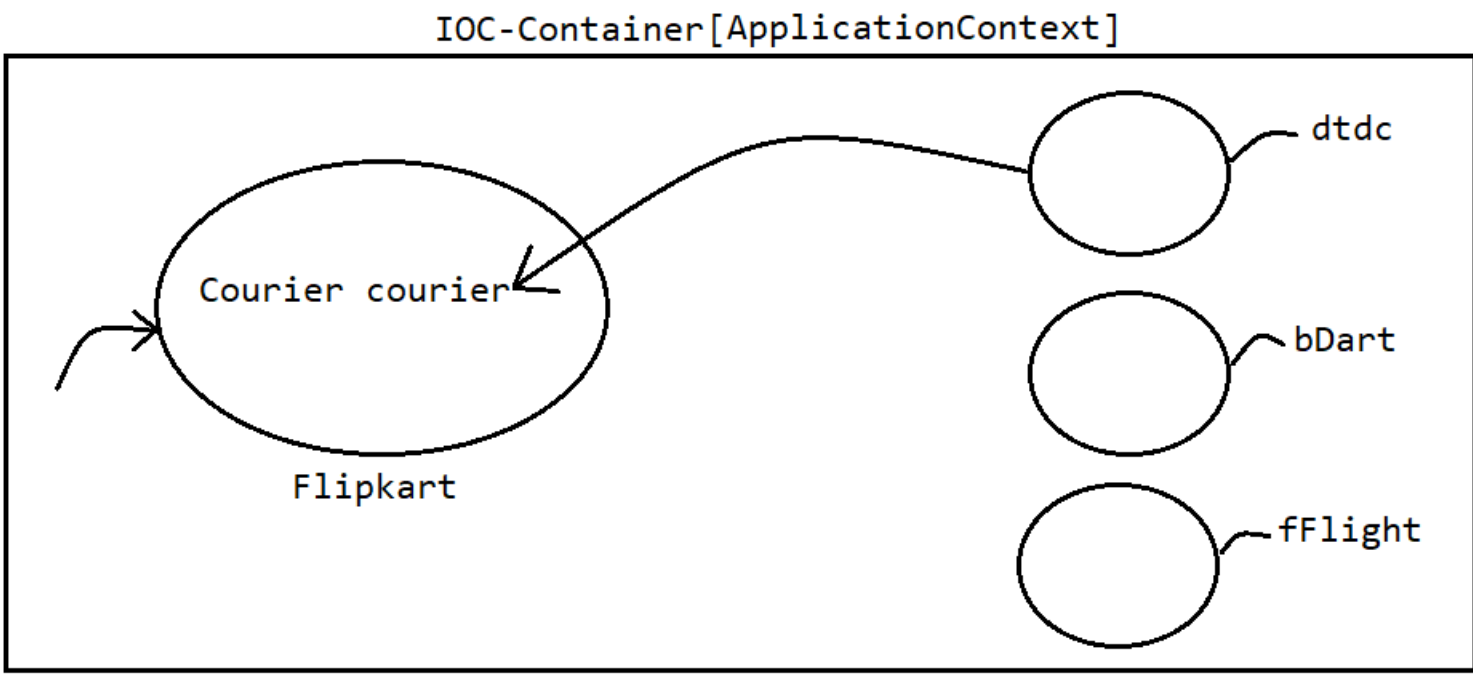 IOC-Container[ApplicationContext]
dtdc
Courier courier
bDart
Flipkart
fFlight